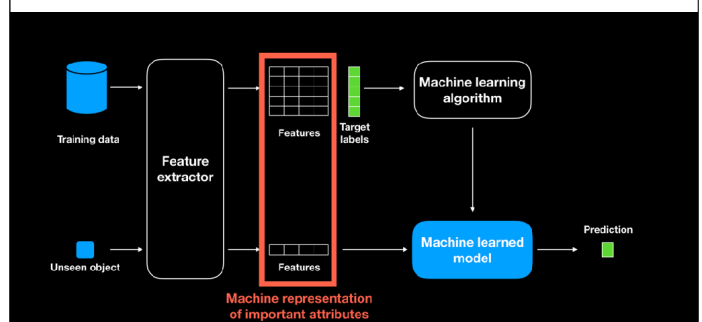 Training data
Feature
extractor
Features
Target
labels
Machine learning
algorithm
Unseen object
Features
Machine learned
model
Prediction
Machine representation
of important attributes